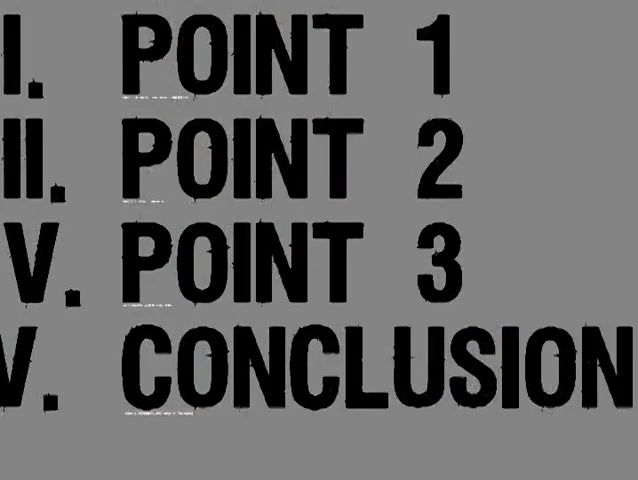 I. POINT 1
II. POINT 2
V. POINT 3
V. CONCLUSION